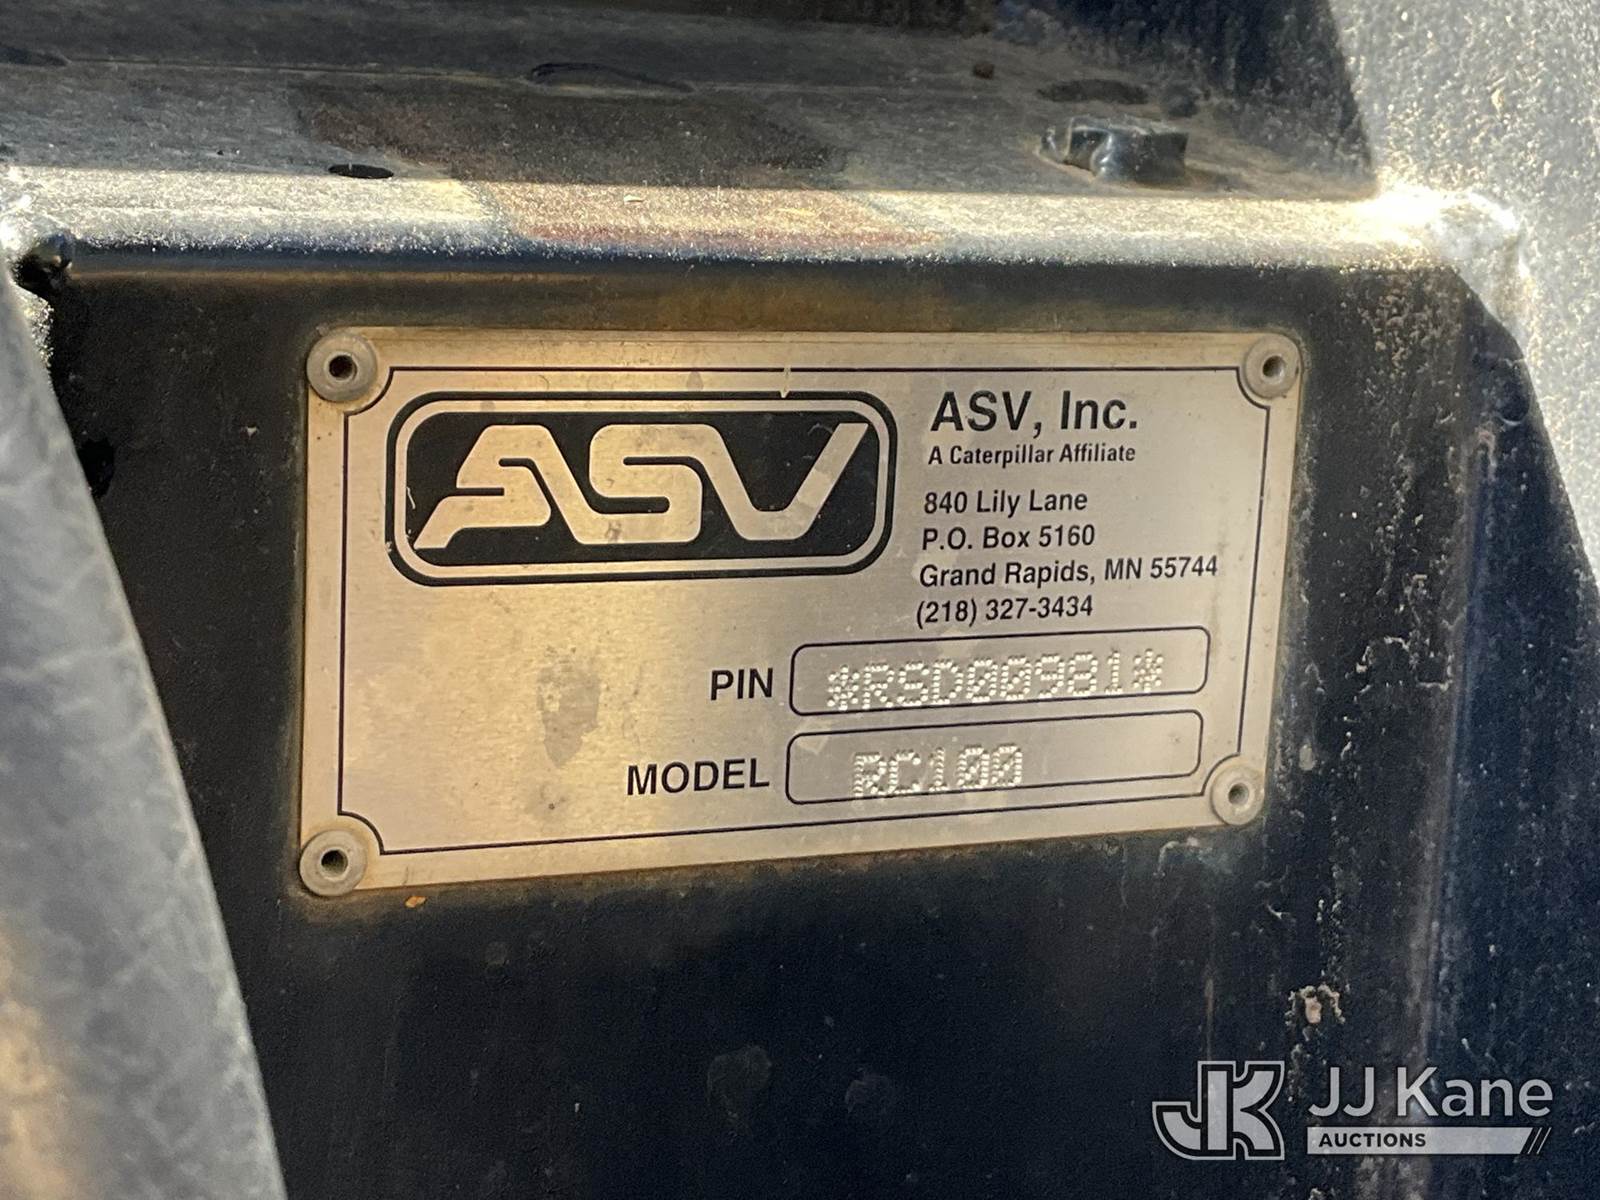 ASV
ASV, Inc.
A Caterpillar Affiliate
840 Lily Lane
P.O. Box 5160
Grand Rapids, MN 55744
(218) 327-3434
PIN *RSD00981*
MODEL RC100
JK JJ Kane
AUCTIONS